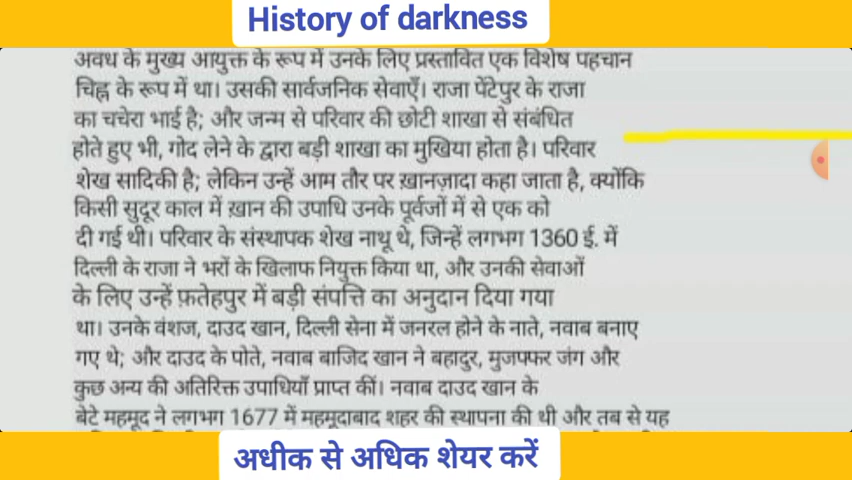 History of darkness
अवध के मुख्य आयुक्त के रूप में उनके लिए प्रस्तावित एक विशेष पहचान
चिह्न के रूप में था। उसकी सार्वजनिक सेवाएँ। राजा पेंटेपुर के राजा
का चचेरा भाई है; और जन्म से परिवार की छोटी शाखा से संबंधित
होते हुए भी, गोद लेने के द्वारा बड़ी शाखा का मुखिया होता है। परिवार
शेख सादिकी है; लेकिन उन्हें आम तौर पर ख़ानज़ादा कहा जाता है, क्योंकि
किसी सुदूर काल में ख़ान की उपाधि उनके पूर्वजों में से एक को
दी गई थी। परिवार के संस्थापक शेख नाथू थे, जिन्हें लगभग 1360 ई. में
दिल्ली के राजा ने भरों के खिलाफ नियुक्त किया था, और उनकी सेवाओं
के लिए उन्हें फ़तेहपुर में बड़ी संपत्ति का अनुदान दिया गया
था। उनके वंशज, दाउद खान, दिल्ली सेना में जनरल होने के नाते, नवाब बनाए
गए थे; और दाउद के पोते, नवाब बाजिद खान ने बहादुर, मुजफ्फर जंग और
कुछ अन्य की अतिरिक्त उपाधियाँ प्राप्त कीं। नवाब दाउद खान के
बेटे महमूद ने लगभग 1677 में महमूदाबाद शहर की स्थापना की थी और तब से यह
अधीक से अधिक शेयर करें